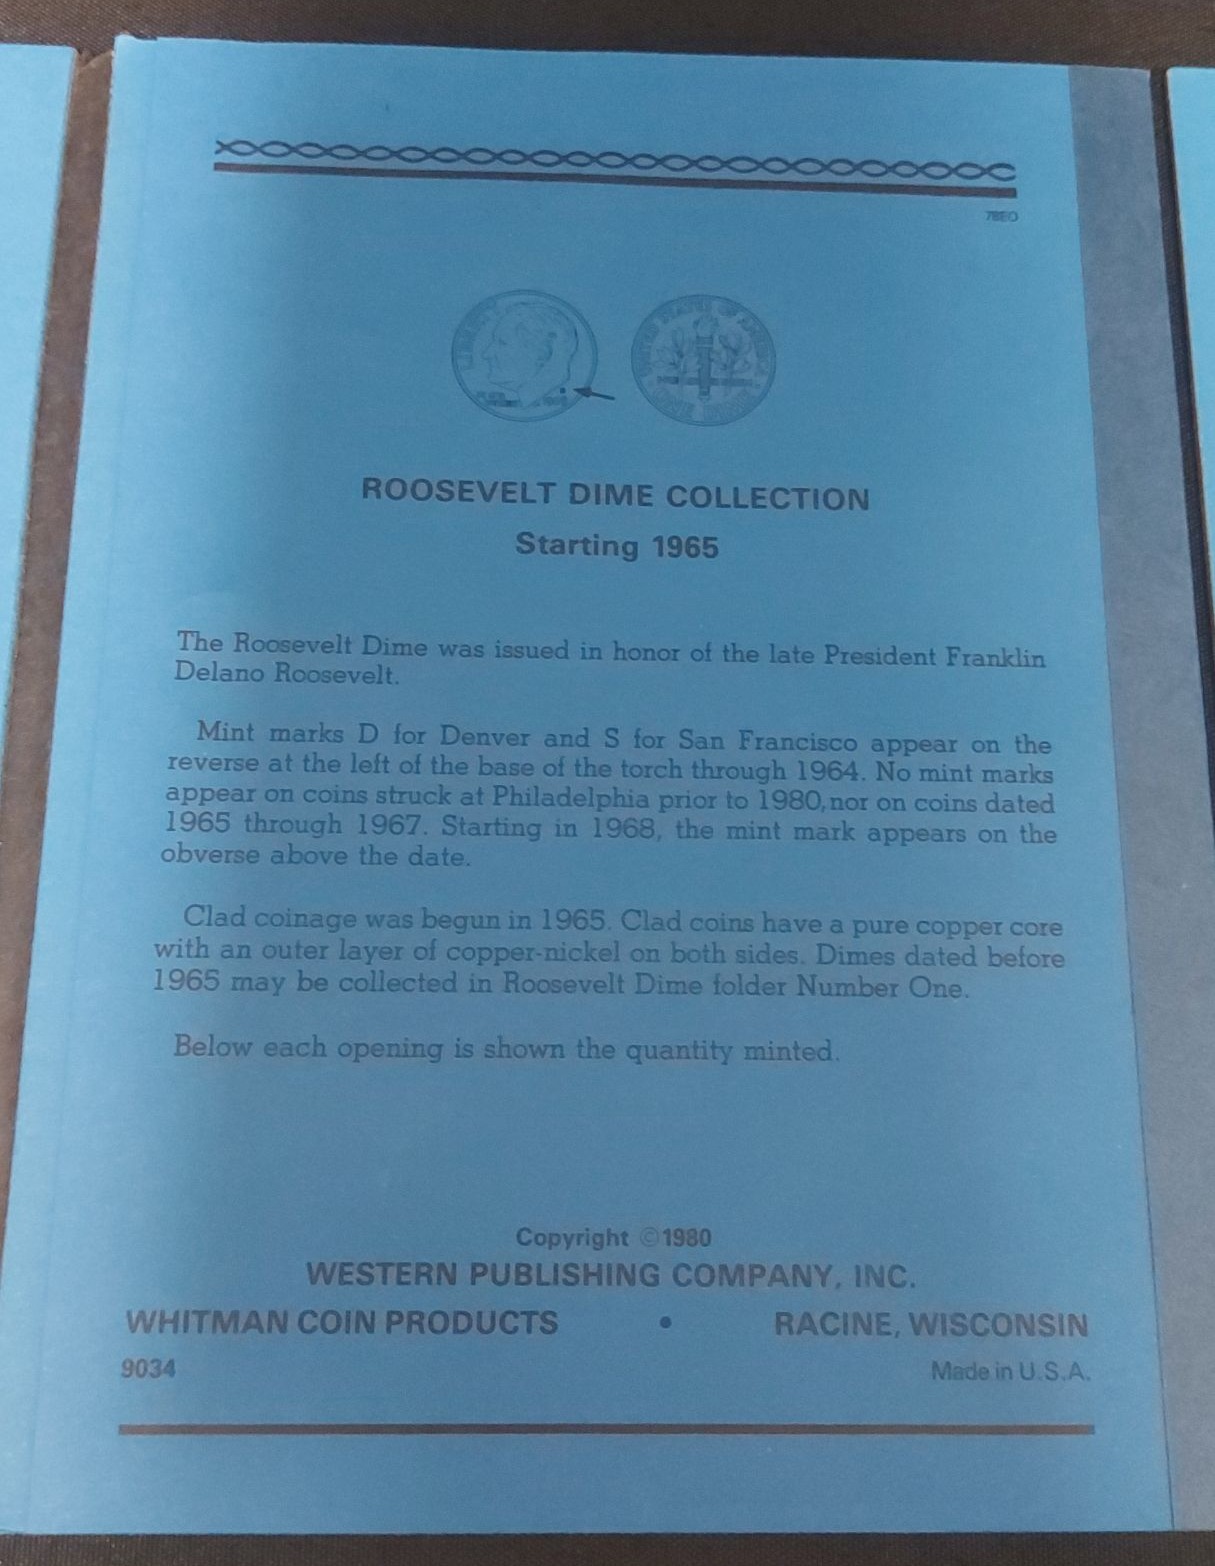 78EO
ROOSEVELT DIME COLLECTION
Starting 1965
The Roosevelt Dime was issued in honor of the late President Franklin
Delano Roosevelt.
Mint marks D for Denver and S for San Francisco appear on the
reverse at the left of the base of the torch through 1964. No mint marks
appear on coins struck at Philadelphia prior to 1980, nor on coins dated
1965 through 1967. Starting in 1968, the mint mark appears on the
obverse above the date.
Clad coinage was begun in 1965. Clad coins have a pure copper core
with an outer layer of copper-nickel on both sides. Dimes dated before
1965 may be collected in Roosevelt Dime folder Number One.
Below each opening is shown the quantity minted.
Copyright ©1980
WESTERN PUBLISHING COMPANY, INC.
WHITMAN COIN PRODUCTS • RACINE, WISCONSIN
9034 Made in U.S.A.